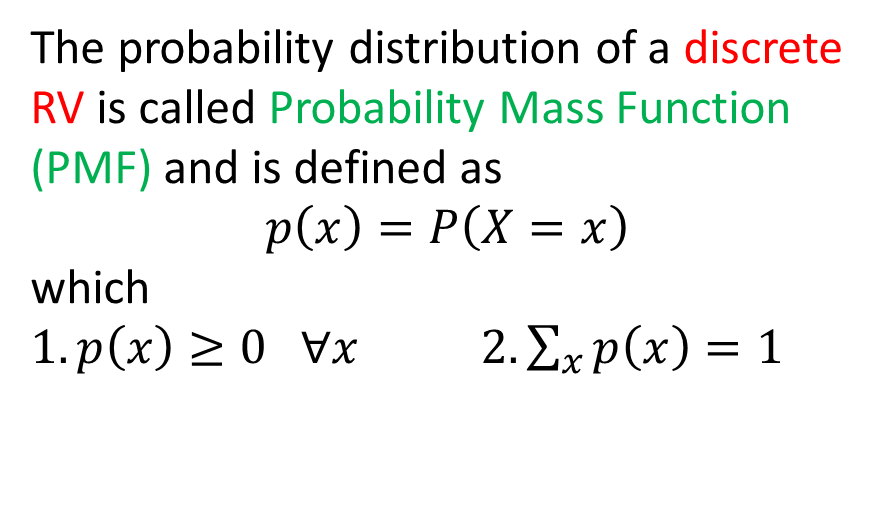 The probability distribution of a discrete
RV is called Probability Mass Function
(PMF) and is defined as
p(x) = P(X = x)
which
1. p(x) ≥ 0 ∀x 2. ∑ₓ p(x) = 1